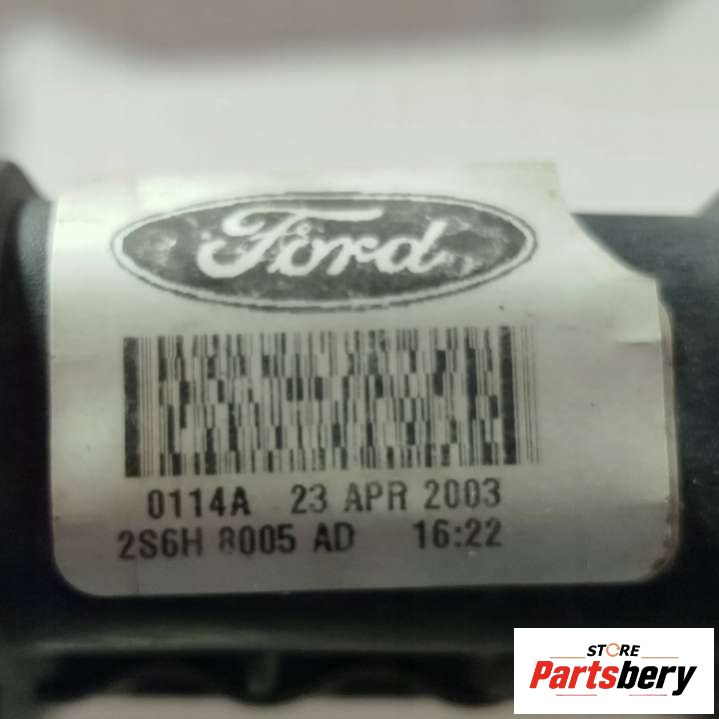 Ford
0114A 23 APR 2003
2S6H 8005 AD 16:22
STORE
Partsbery